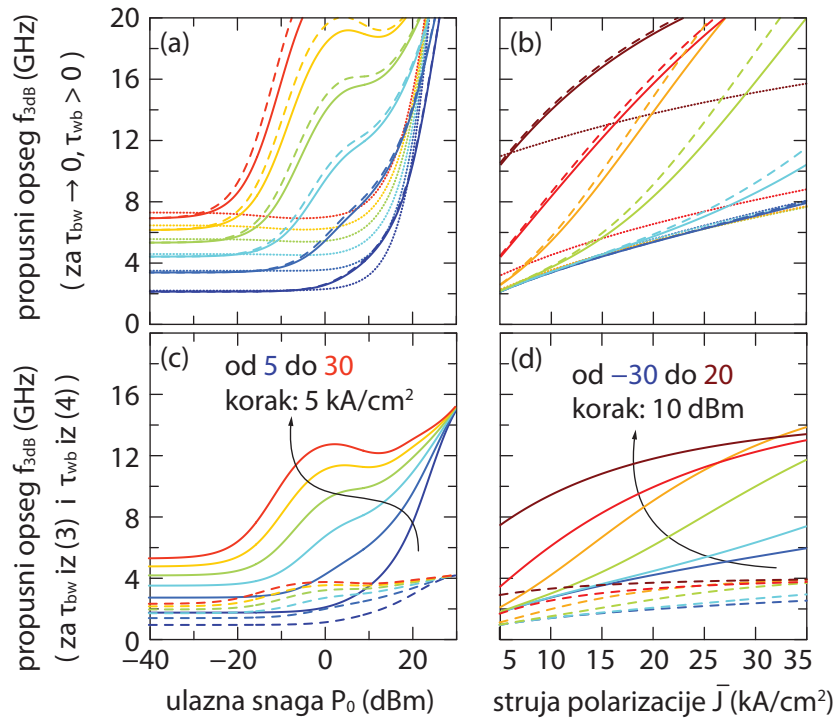 propusni opseg f3dB (GHz)
( za τbw → 0, τwb > 0 )
20
16
12
8
4
0
(a)
(b)
propusni opseg f3dB (GHz)
( za τbw iz (3) i τwb iz (4) )
16
12
8
4
0
(c)
od 5 do 30
korak: 5 kA/cm²
(d)
od −30 do 20
korak: 10 dBm
−40 −20 0 20
5 10 15 20 25 30 35
ulazna snaga P0 (dBm)
struja polarizacije J̄ (kA/cm²)